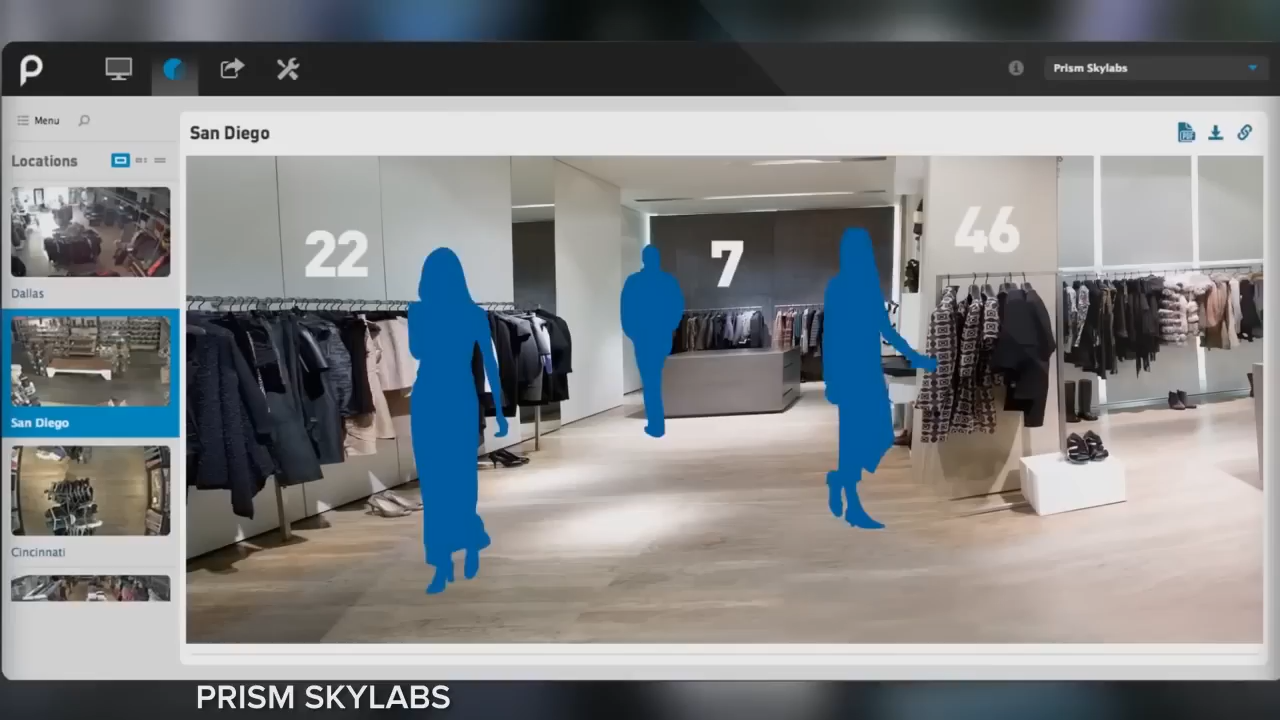 Prism Skylabs
Menu
San Diego
Locations
22
7
46
Dallas
San Diego
Cincinnati
PRISM SKYLABS